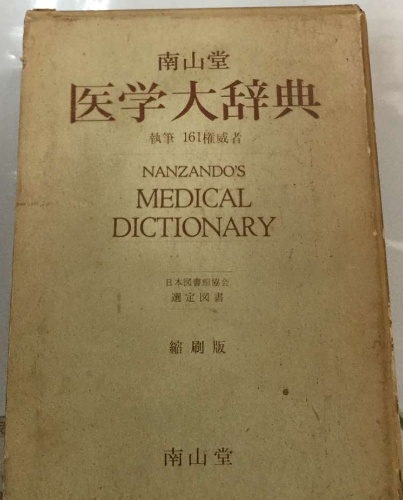 南山堂
医学大辞典
執筆 161権威者
NANZANDO'S
MEDICAL
DICTIONARY
日本図書館協会
選定図書
縮刷版
南山堂